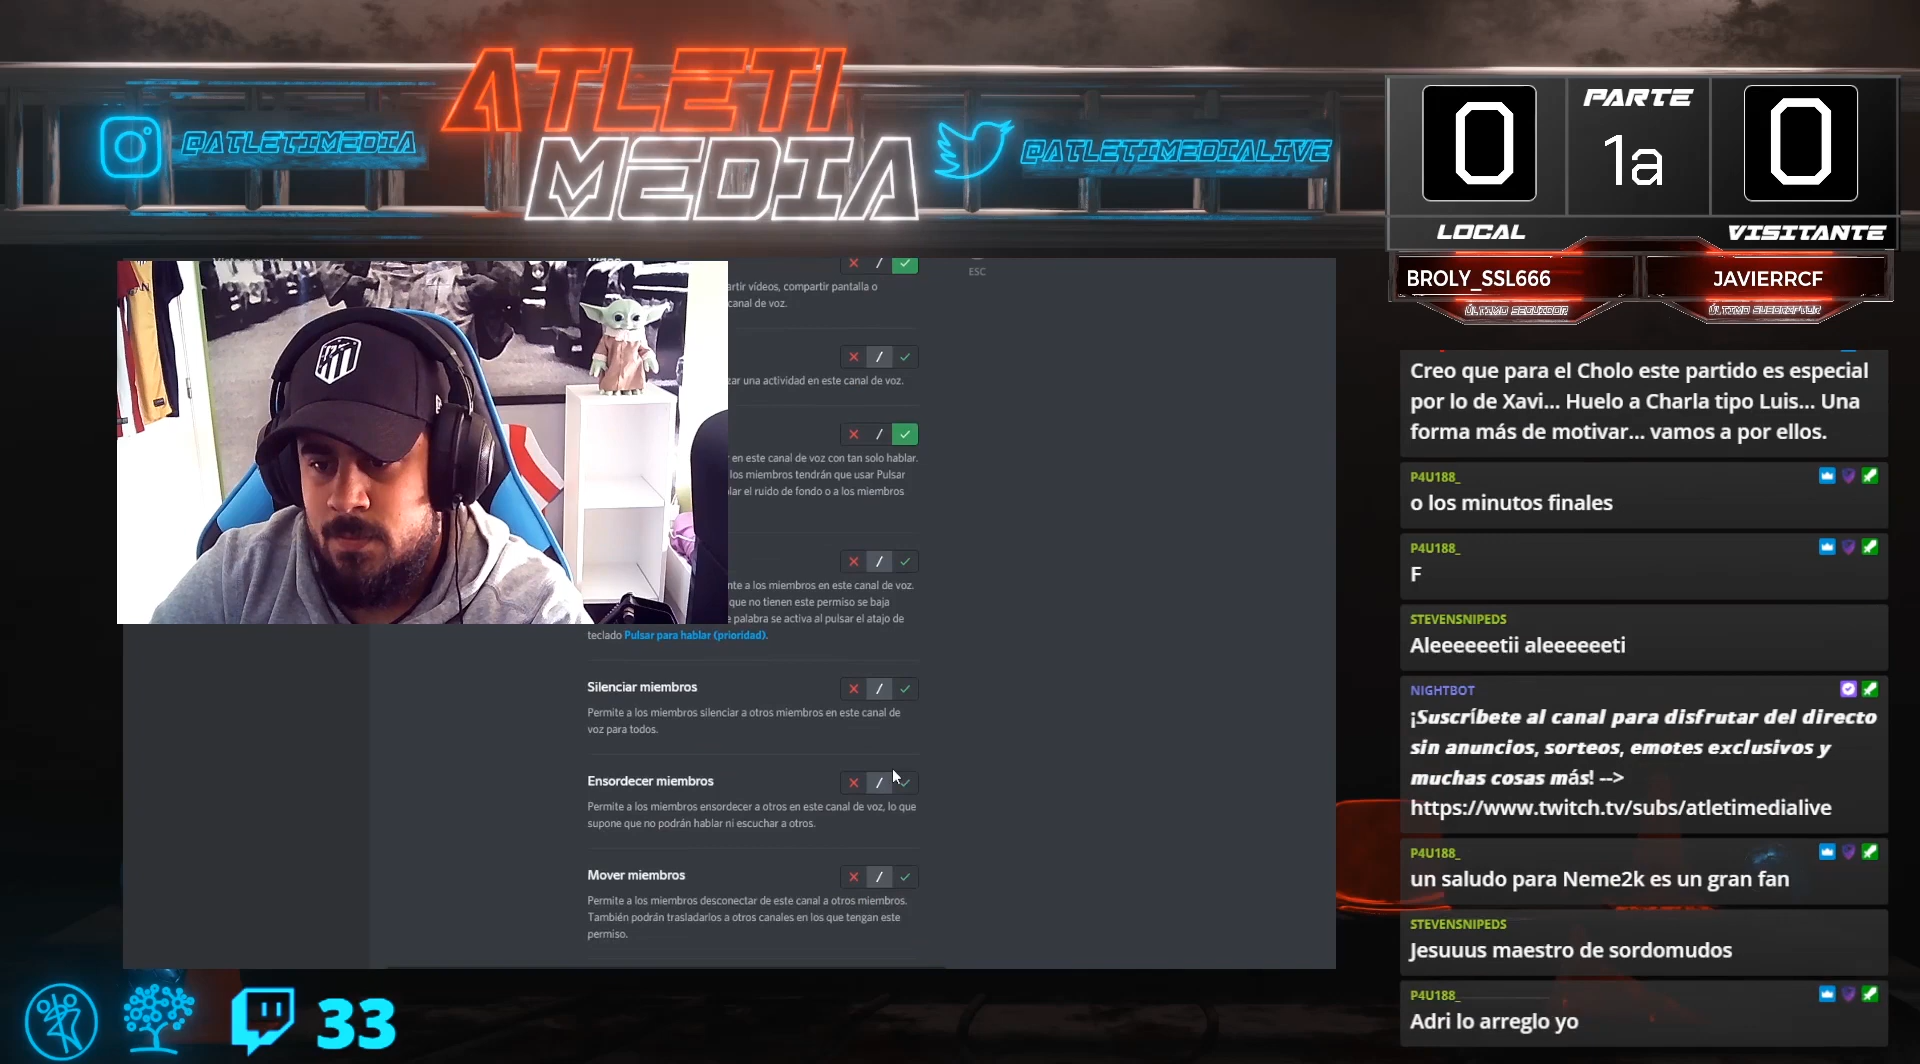 ATLETI
MEDIA
@ATLETIMEDIA
@ATLETIMEDIALIVE
0
PARTE
1a
0
LOCAL
VISITANTE
BROLY_SSL666
JAVIERRCF
ÚLTIMO SEGUIDOR
ÚLTIMO SUBSCRIPTOR
ESC
artir vídeos, compartir pantalla o
canal de voz.
zar una actividad en este canal de voz.
en este canal de voz con tan solo hablar.
los miembros tendrán que usar Pulsar
lar el ruido de fondo o a los miembros
nte a los miembros en este canal de voz.
que no tienen este permiso se baja
palabra se activa al pulsar el atajo de
teclado Pulsar para hablar (prioridad).
Silenciar miembros
Permite a los miembros silenciar a otros miembros en este canal de
voz para todos.
Ensordecer miembros
Permite a los miembros ensordecer a otros en este canal de voz, lo que
supone que no podrán hablar ni escuchar a otros.
Mover miembros
Permite a los miembros desconectar de este canal a otros miembros.
También podrán trasladarlos a otros canales en los que tengan este
permiso.
Creo que para el Cholo este partido es especial
por lo de Xavi... Huelo a Charla tipo Luis... Una
forma más de motivar... vamos a por ellos.
P4U188_
o los minutos finales
P4U188_
F
STEVENSNIPEDS
Aleeeeeetii aleeeeeeti
NIGHTBOT
¡Suscríbete al canal para disfrutar del directo
sin anuncios, sorteos, emotes exclusivos y
muchas cosas más! -->
https://www.twitch.tv/subs/atletimedialive
P4U188_
un saludo para Neme2k es un gran fan
STEVENSNIPEDS
Jesuuus maestro de sordomudos
P4U188_
Adri lo arreglo yo
33